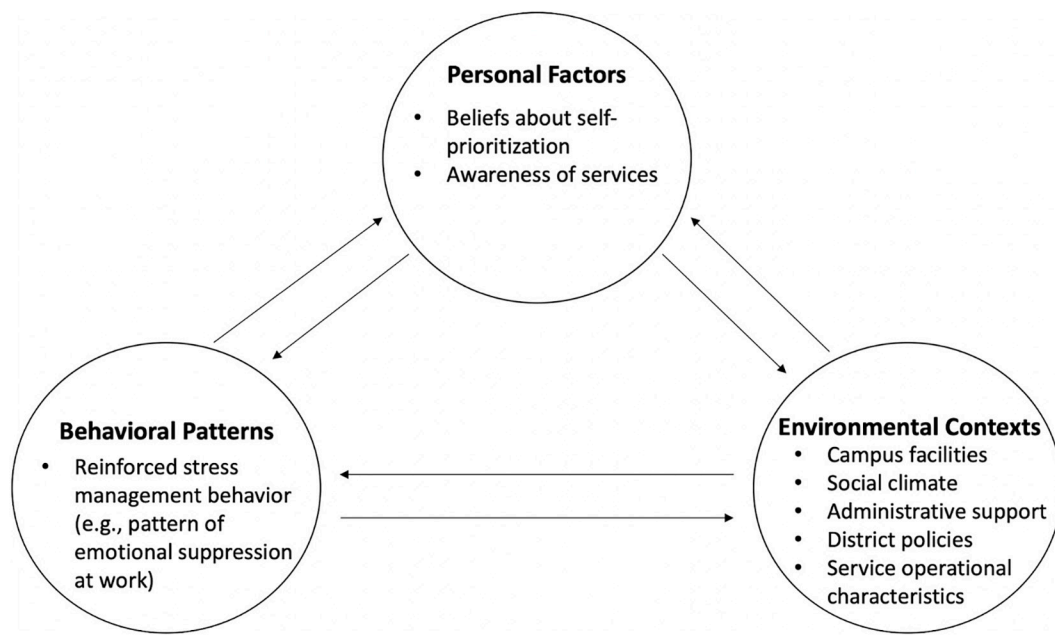 Personal Factors
• Beliefs about self-
prioritization
• Awareness of services
Behavioral Patterns
• Reinforced stress
management behavior
(e.g., pattern of
emotional suppression
at work)
Environmental Contexts
• Campus facilities
• Social climate
• Administrative support
• District policies
• Service operational
characteristics